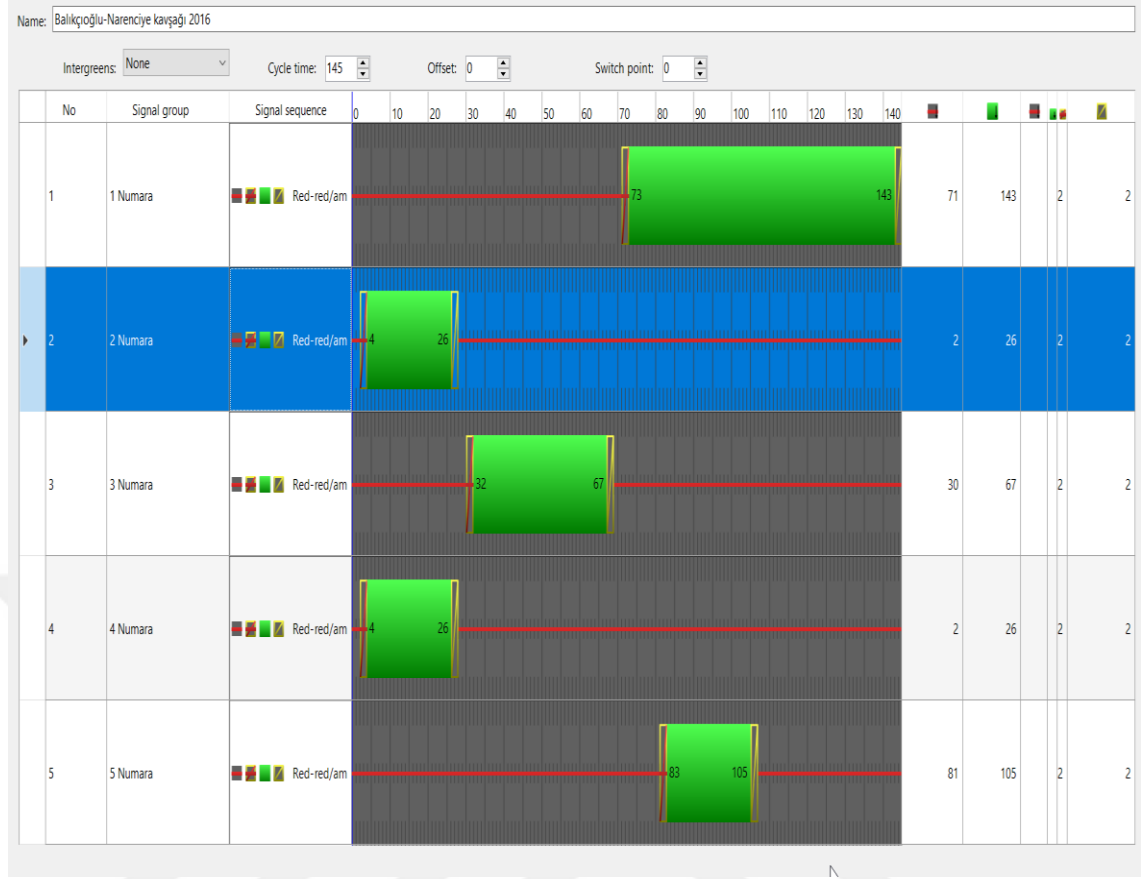 Name: Balıkçıoğlu-Narenciye kavşağı 2016
Intergreens: None Cycle time: 145 Offset: 0 Switch point: 0
No Signal group Signal sequence 0 10 20 30 40 50 60 70 80 90 100 110 120 130 140
1 1 Numara Red-red/am 73 143 71 143 2 2
2 2 Numara Red-red/am 4 26 2 26 2 2
3 3 Numara Red-red/am 32 67 30 67 2 2
4 4 Numara Red-red/am 4 26 2 26 2 2
5 5 Numara Red-red/am 83 105 81 105 2 2